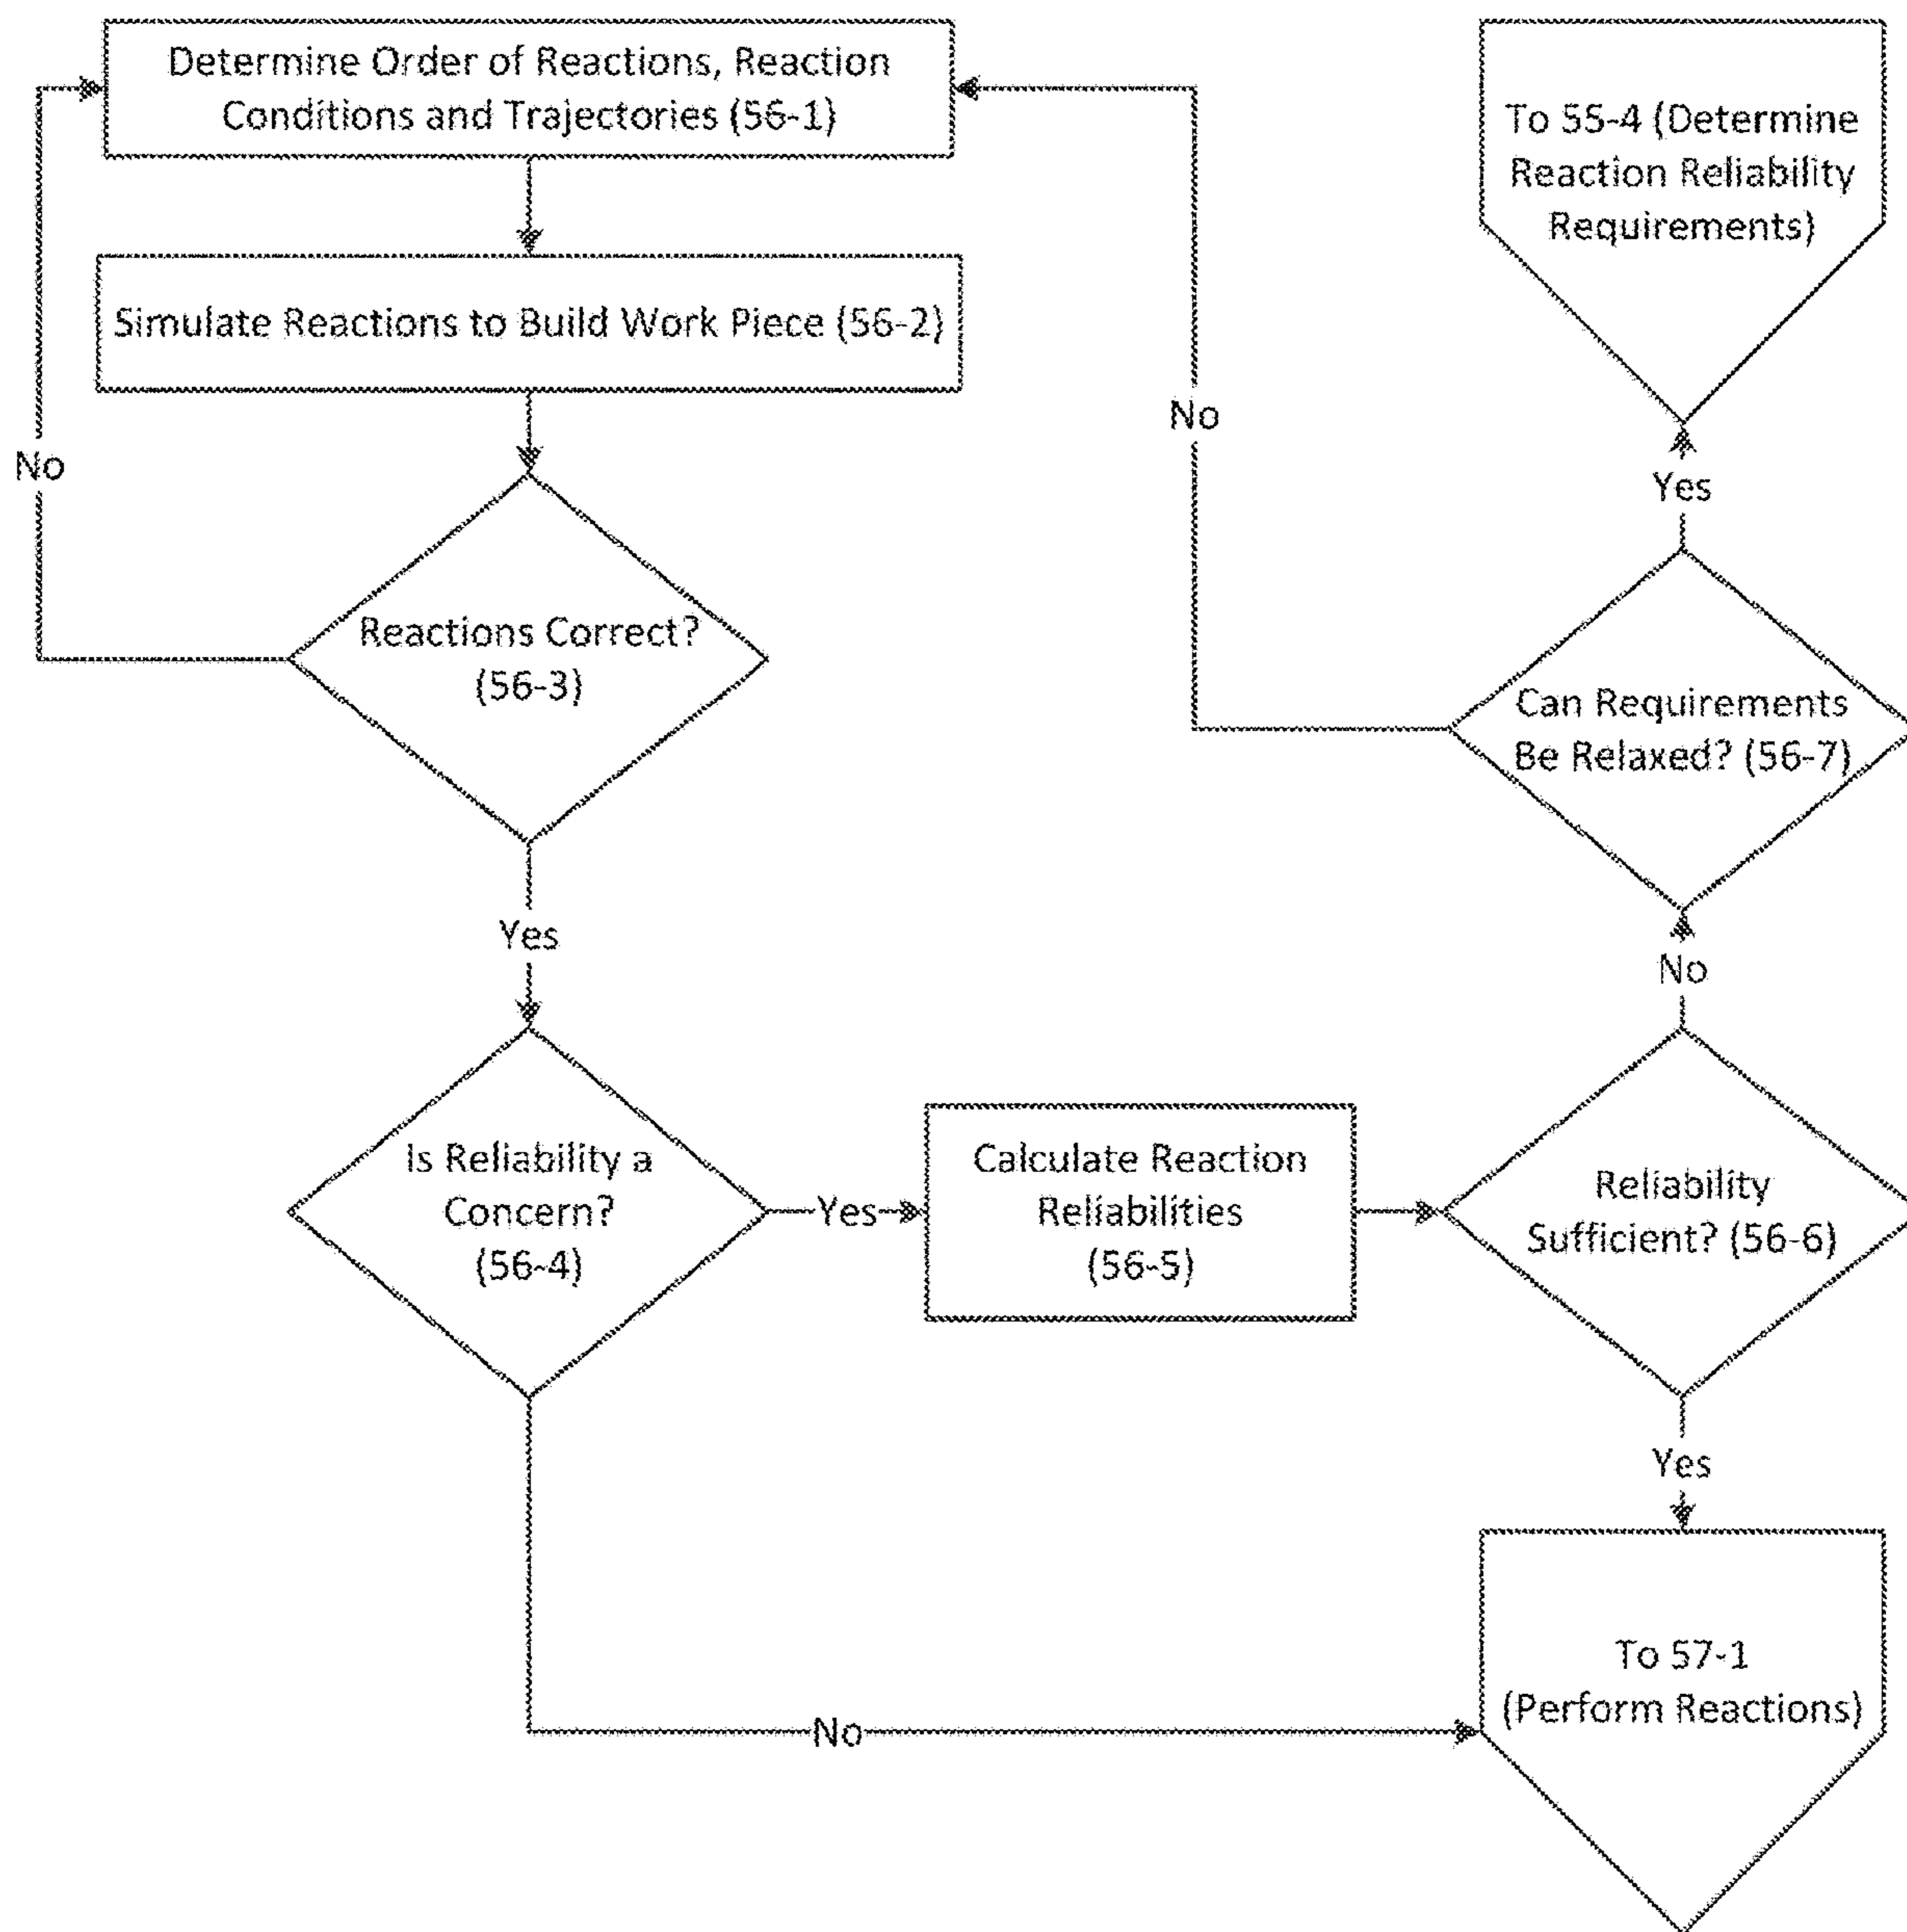 Determine Order of Reactions, Reaction
Conditions and Trajectories (56-1)
Simulate Reactions to Build Work Piece (56-2)
No
Reactions Correct?
(56-3)
Yes
Is Reliability a
Concern?
(56-4)
Yes
Calculate Reaction
Reliabilities
(56-5)
Reliability
Sufficient? (56-6)
No
Can Requirements
Be Relaxed? (56-7)
No
Yes
To 55-4 (Determine
Reaction Reliability
Requirements)
Yes
To 57-1
(Perform Reactions)
No